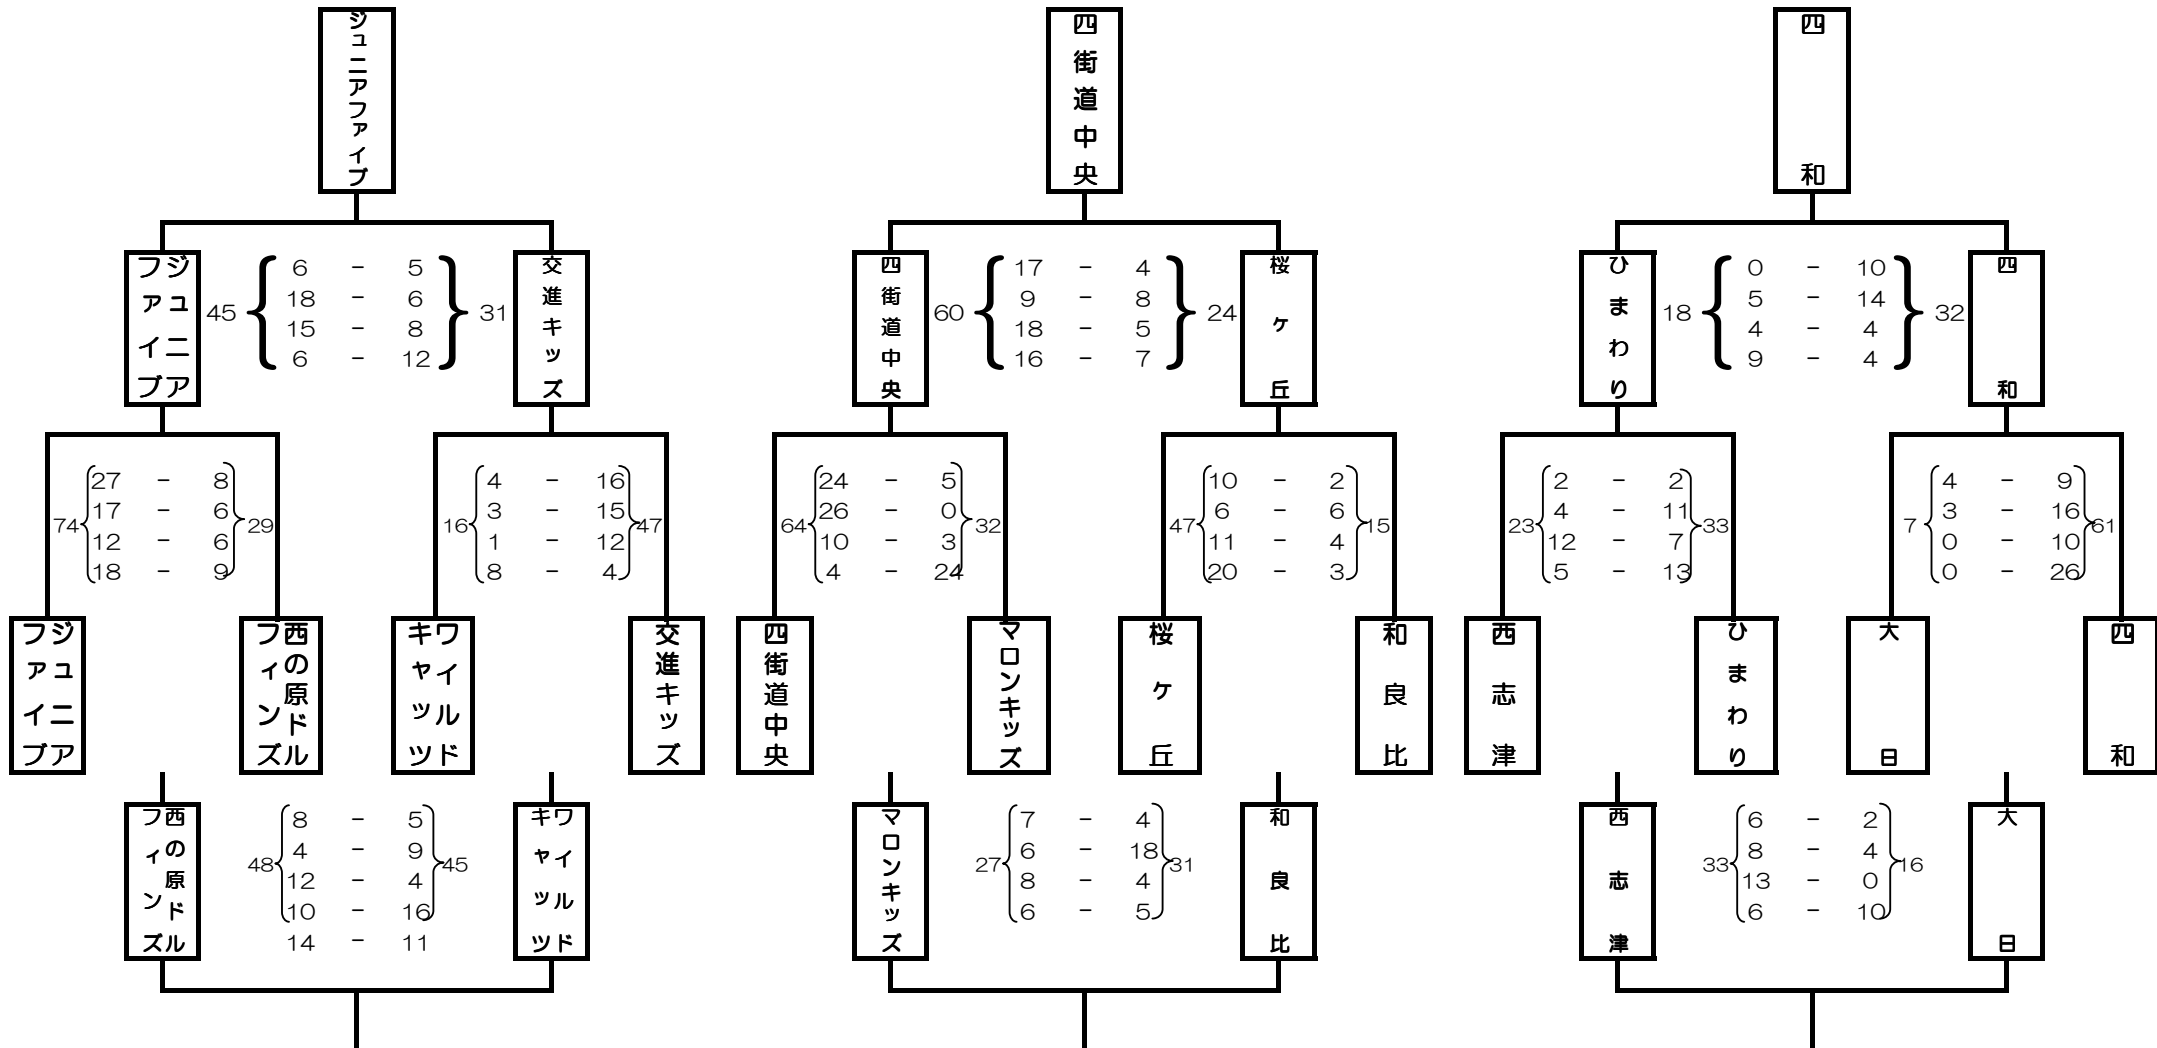 ジュニアファイブ
四街道中央
四和
ジュニアファイブ
45
6 - 5
18 - 6
15 - 8
6 - 12
31
交進キッズ
四街道中央
60
17 - 4
9 - 8
18 - 5
16 - 7
24
桜ヶ丘
ひまわり
18
0 - 10
5 - 14
4 - 4
9 - 4
32
四和
74
27 - 8
17 - 6
12 - 6
18 - 9
29
16
4 - 16
3 - 15
1 - 12
8 - 4
47
64
24 - 5
26 - 0
10 - 3
4 - 24
32
47
10 - 2
6 - 6
11 - 4
20 - 3
15
23
2 - 2
4 - 11
12 - 7
5 - 13
33
7
4 - 9
3 - 16
0 - 10
0 - 26
61
ジュニアファイブ
西の原ドルフィンズ
ワイルドキャッツ
交進キッズ
四街道中央
マロンキッズ
桜ケ丘
和良比
西志津
ひまわり
大日
四和
西の原ドルフィンズ
48
8 - 5
4 - 9
12 - 4
10 - 16
14 - 11
45
ワイルドキャッツ
マロンキッズ
27
7 - 4
6 - 18
8 - 4
6 - 5
31
和良比
西志津
33
6 - 2
8 - 4
13 - 0
6 - 10
16
大日